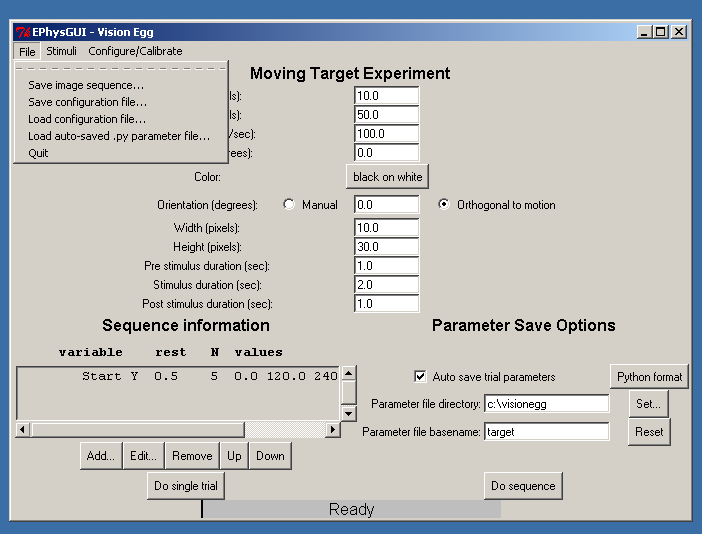 EPhysGUI - Vision Egg
File Stimuli Configure/Calibrate
Moving Target Experiment
Save image sequence...
Save configuration file...
Load configuration file...
Load auto-saved .py parameter file...
Quit
ls): 10.0
ls): 50.0
/sec): 100.0
rees): 0.0
Color: black on white
Orientation (degrees): Manual 0.0 Orthogonal to motion
Width (pixels): 10.0
Height (pixels): 30.0
Pre stimulus duration (sec): 1.0
Stimulus duration (sec): 2.0
Post stimulus duration (sec): 1.0
Sequence information
variable rest N values
Start Y 0.5 5 0.0 120.0 240
Add... Edit... Remove Up Down
Do single trial
Parameter Save Options
Auto save trial parameters Python format
Parameter file directory: c:\visionegg Set...
Parameter file basename: target Reset
Do sequence
Ready